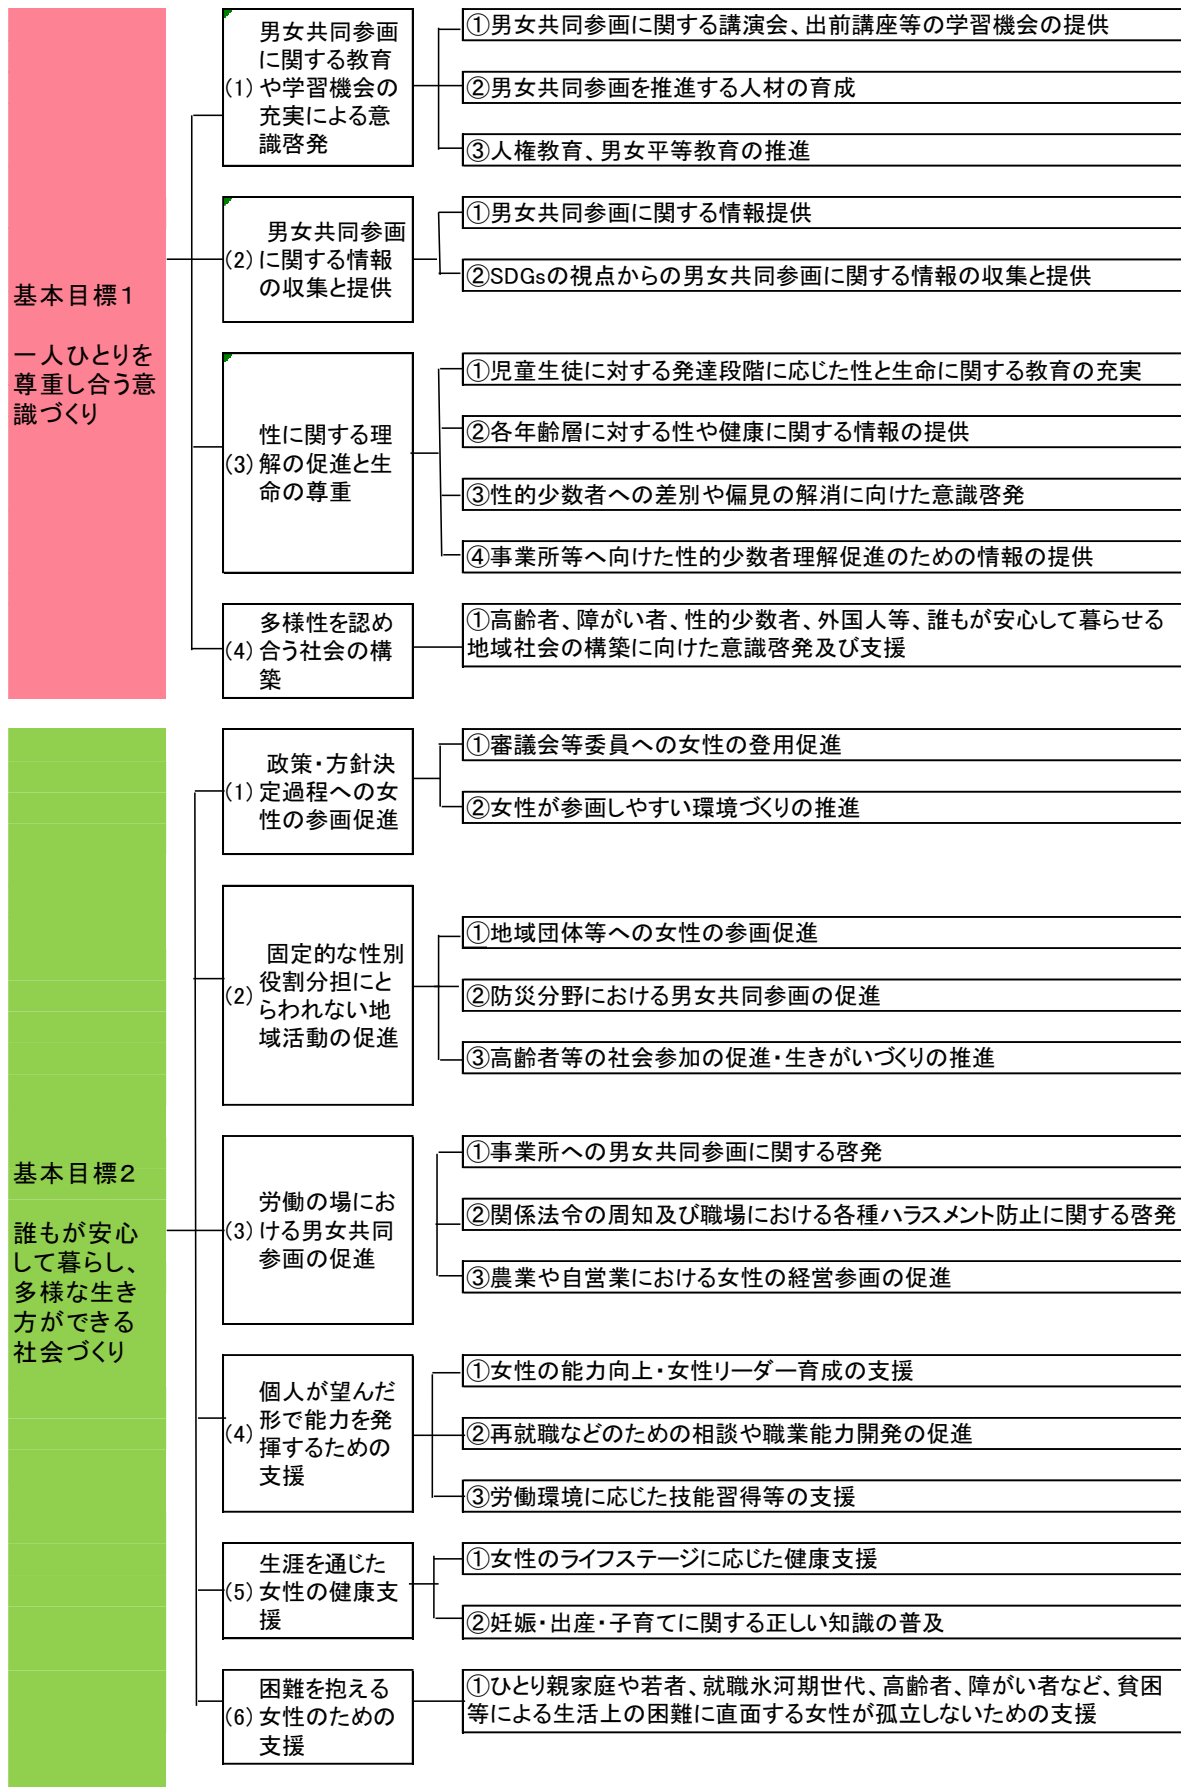 基本目標1
一人ひとりを
尊重し合う意
識づくり
(1)
男女共同参画
に関する教育
や学習機会の
充実による意
識啓発
①男女共同参画に関する講演会、出前講座等の学習機会の提供
②男女共同参画を推進する人材の育成
③人権教育、男女平等教育の推進
(2)
男女共同参画
に関する情報
の収集と提供
①男女共同参画に関する情報提供
②SDGsの視点からの男女共同参画に関する情報の収集と提供
(3)
性に関する理
解の促進と生
命の尊重
①児童生徒に対する発達段階に応じた性と生命に関する教育の充実
②各年齢層に対する性や健康に関する情報の提供
③性的少数者への差別や偏見の解消に向けた意識啓発
④事業所等へ向けた性的少数者理解促進のための情報の提供
(4)
多様性を認め
合う社会の構
築
①高齢者、障がい者、性的少数者、外国人等、誰もが安心して暮らせる
地域社会の構築に向けた意識啓発及び支援
基本目標2
誰もが安心
して暮らし、
多様な生き
方ができる
社会づくり
(1)
政策・方針決
定過程への女
性の参画促進
①審議会等委員への女性の登用促進
②女性が参画しやすい環境づくりの推進
(2)
固定的な性別
役割分担にと
らわれない地
域活動の促進
①地域団体等への女性の参画促進
②防災分野における男女共同参画の促進
③高齢者等の社会参加の促進・生きがいづくりの推進
(3)
労働の場にお
ける男女共同
参画の促進
①事業所への男女共同参画に関する啓発
②関係法令の周知及び職場における各種ハラスメント防止に関する啓発
③農業や自営業における女性の経営参画の促進
(4)
個人が望んだ
形で能力を発
揮するための
支援
①女性の能力向上・女性リーダー育成の支援
②再就職などのための相談や職業能力開発の促進
③労働環境に応じた技能習得等の支援
(5)
生涯を通じた
女性の健康支
援
①女性のライフステージに応じた健康支援
②妊娠・出産・子育てに関する正しい知識の普及
(6)
困難を抱える
女性のための
支援
①ひとり親家庭や若者、就職氷河期世代、高齢者、障がい者など、貧困
等による生活上の困難に直面する女性が孤立しないための支援